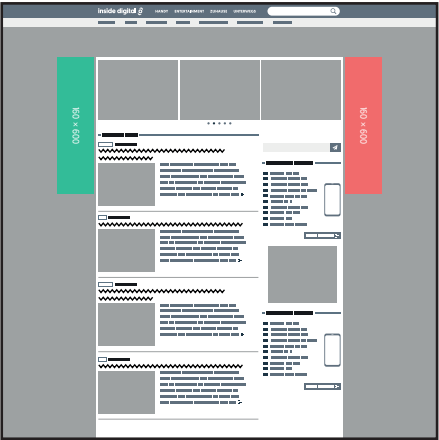 inside digital
HANDY ENTERTAINMENT ZUHAUSE UNTERWEGS
160 × 600
160 × 600